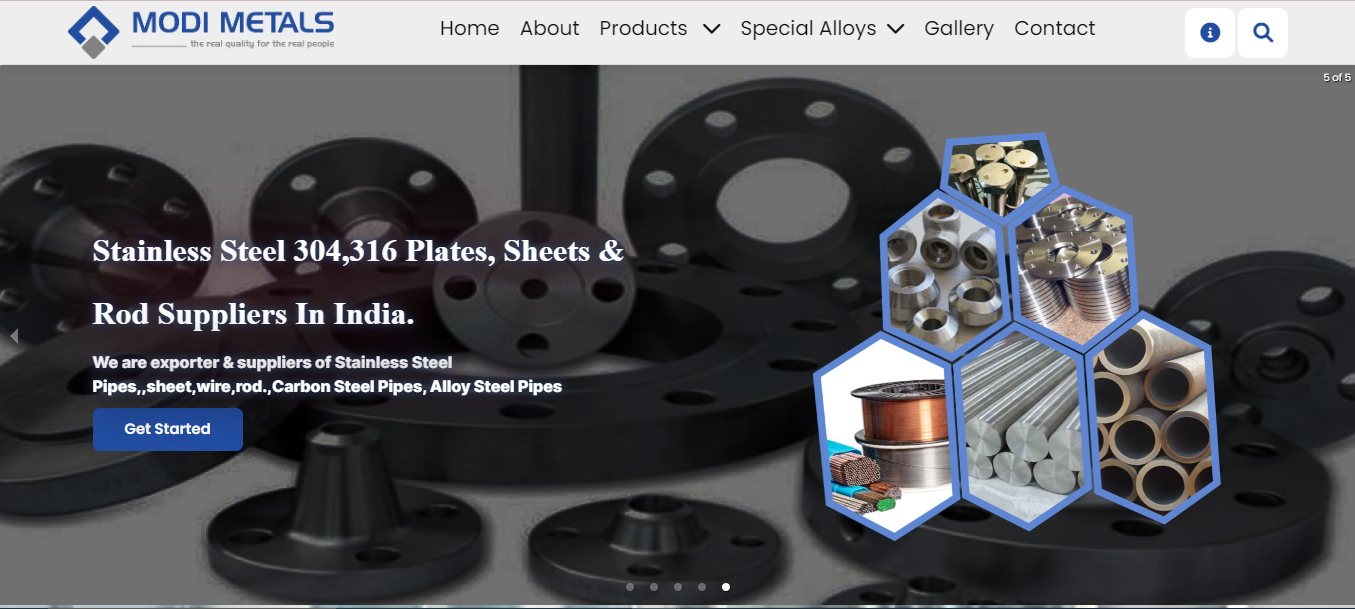 MODI METALS
the real quality for the real people
Home About Products Special Alloys Gallery Contact
5 of 5
Stainless Steel 304,316 Plates, Sheets &
Rod Suppliers In India.
We are exporter & suppliers of Stainless Steel
Pipes,,sheet,wire,rod.,Carbon Steel Pipes, Alloy Steel Pipes
Get Started